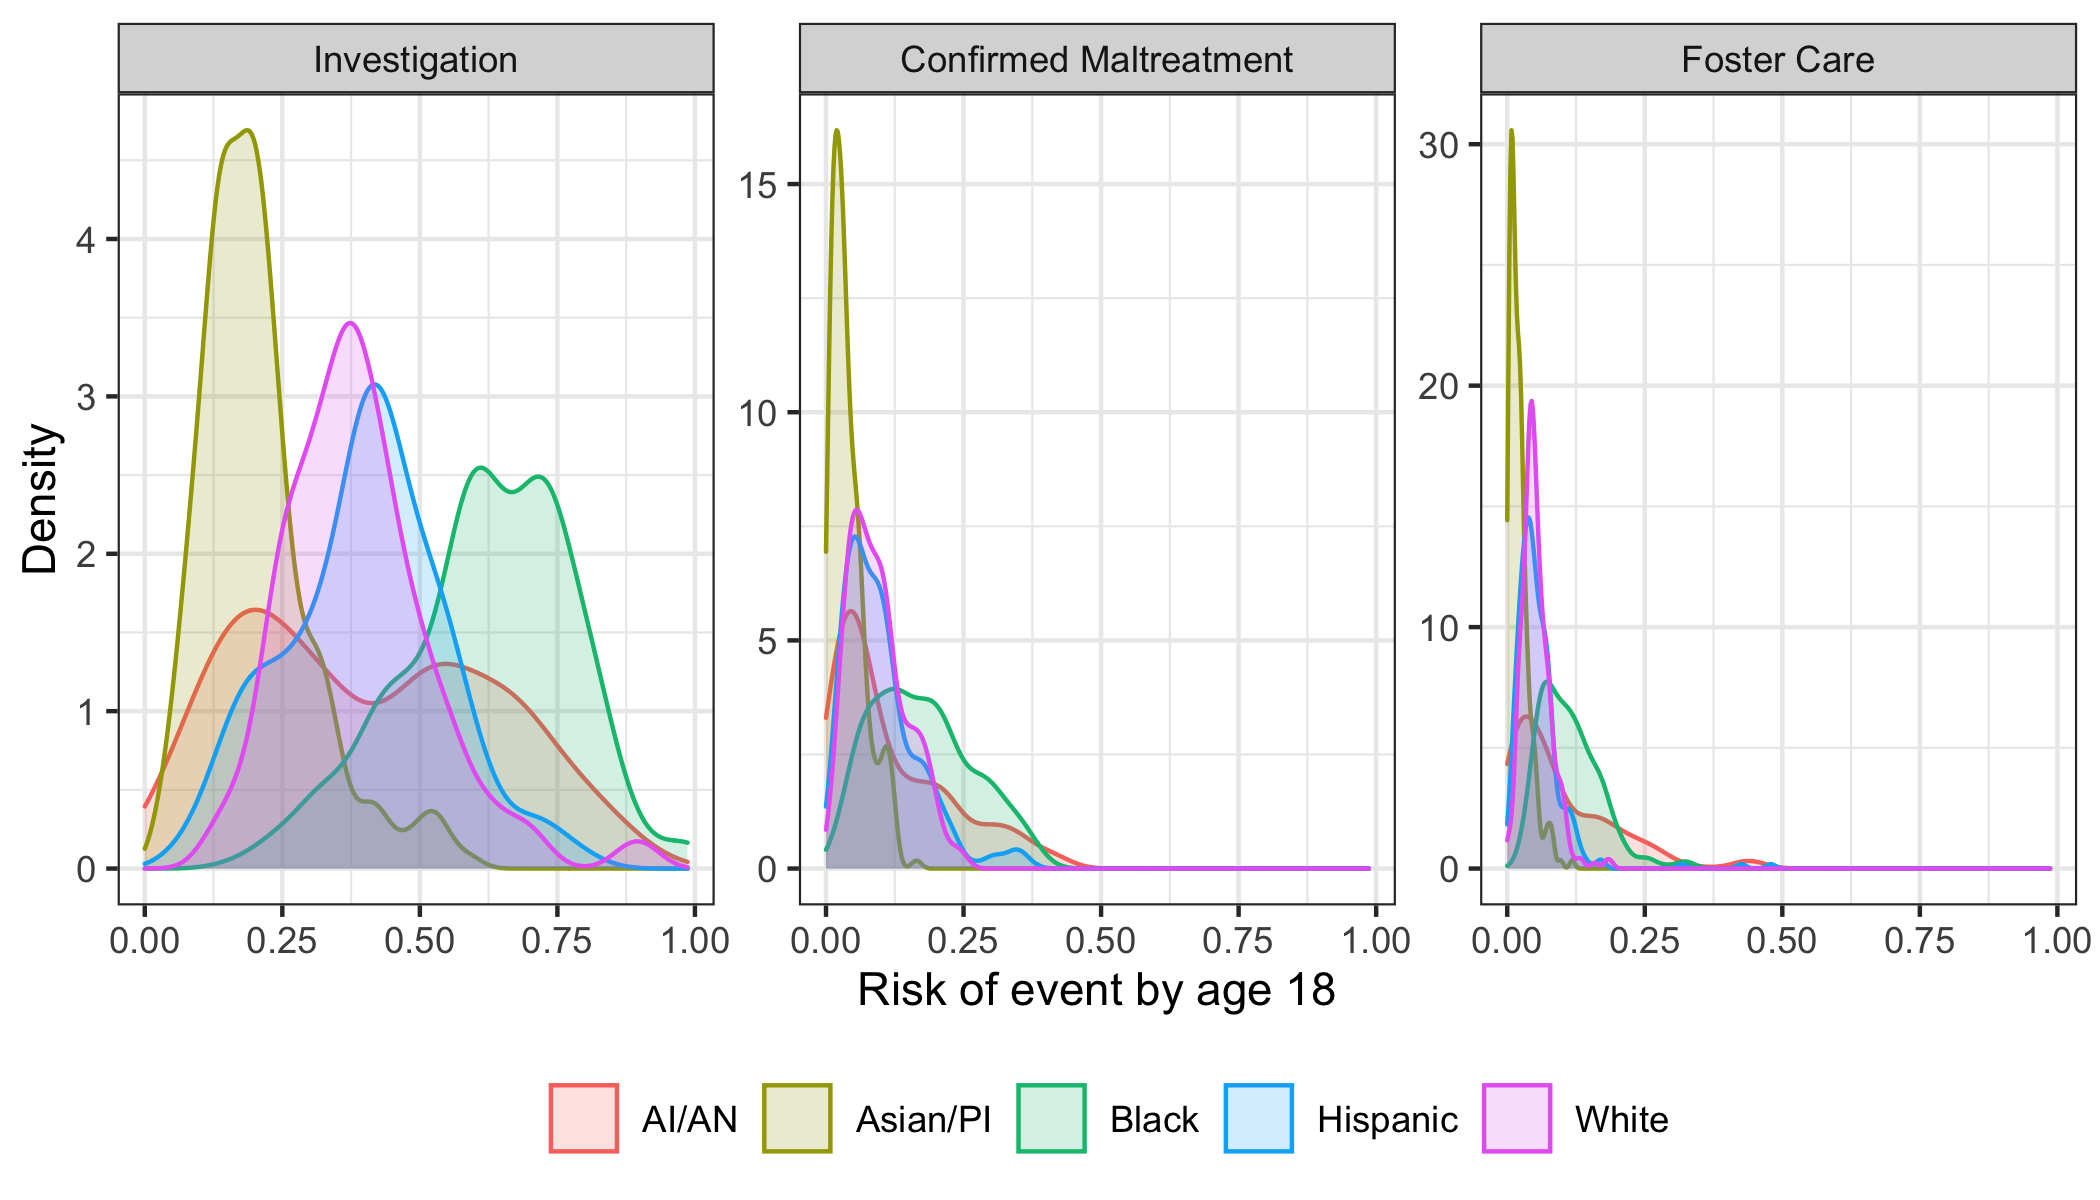 Investigation
Confirmed Maltreatment
Foster Care
Density
4
3
2
1
0
15
10
5
0
30
20
10
0
0.00 0.25 0.50 0.75 1.00
0.00 0.25 0.50 0.75 1.00
0.00 0.25 0.50 0.75 1.00
Risk of event by age 18
AI/AN Asian/PI Black Hispanic White